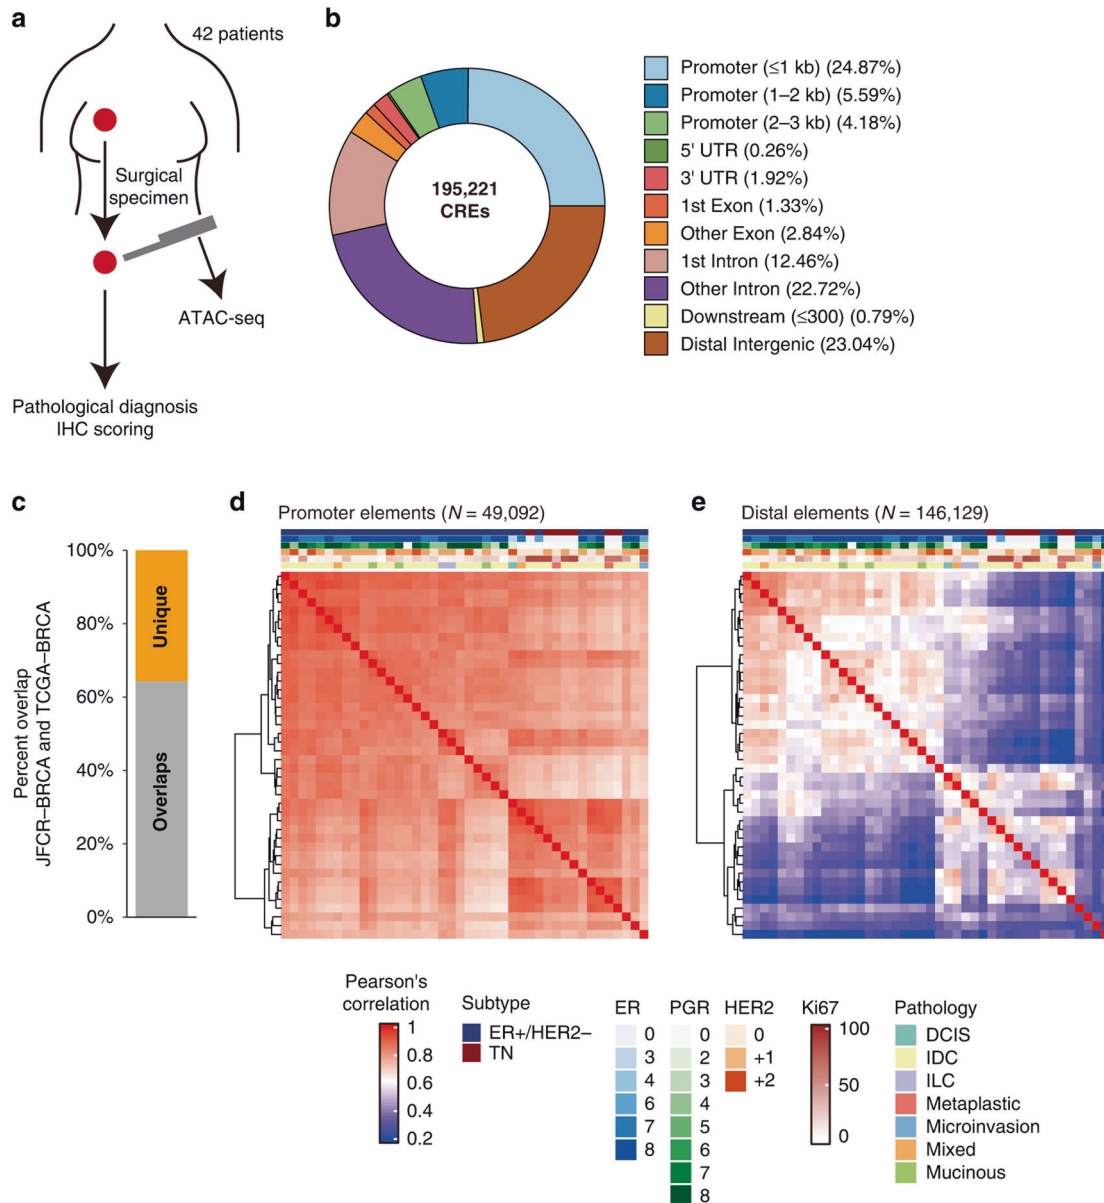 a
42 patients
Surgical
specimen
ATAC-seq
Pathological diagnosis
IHC scoring
b
195,221
CREs
Promoter (≤1 kb) (24.87%)
Promoter (1–2 kb) (5.59%)
Promoter (2–3 kb) (4.18%)
5' UTR (0.26%)
3' UTR (1.92%)
1st Exon (1.33%)
Other Exon (2.84%)
1st Intron (12.46%)
Other Intron (22.72%)
Downstream (≤300) (0.79%)
Distal Intergenic (23.04%)
c
Percent overlap
JFCR–BRCA and TCGA–BRCA
100%
80%
60%
40%
20%
0%
Unique
Overlaps
d
Promoter elements (N = 49,092)
e
Distal elements (N = 146,129)
Pearson's
correlation
1
0.8
0.6
0.4
0.2
Subtype
ER+/HER2–
TN
ER
0
3
4
6
7
8
PGR
0
2
3
4
5
6
7
8
HER2
0
+1
+2
Ki67
100
50
0
Pathology
DCIS
IDC
ILC
Metaplastic
Microinvasion
Mixed
Mucinous